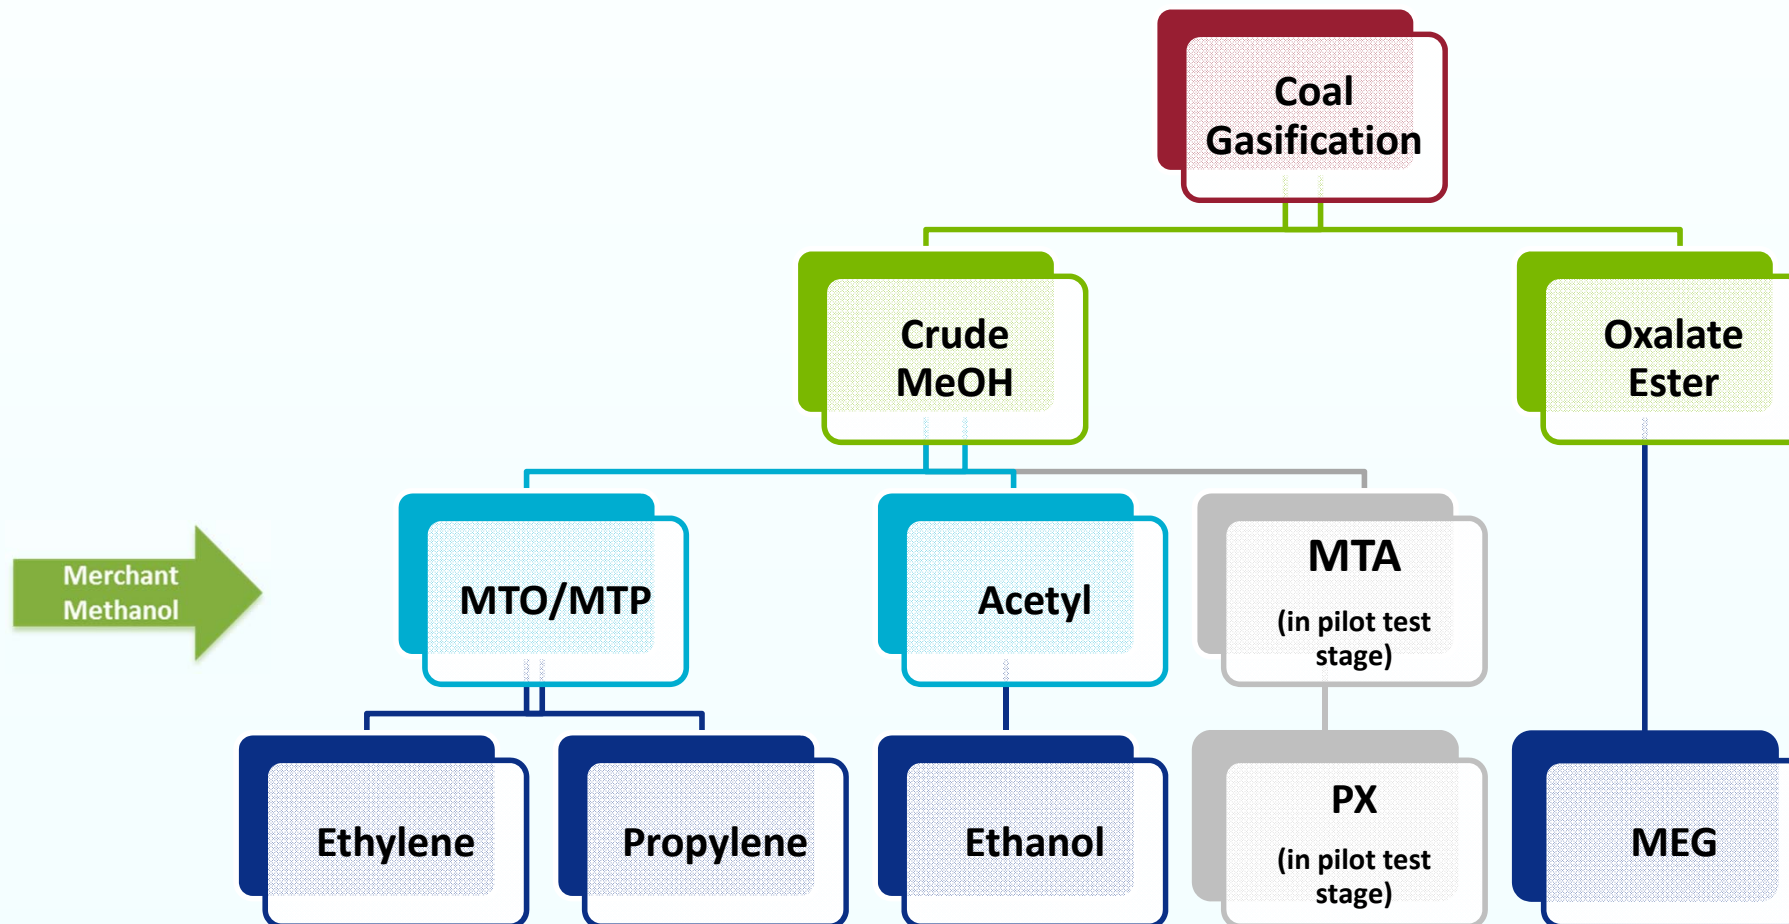 Coal
Gasification
Crude
MeOH
Oxalate
Ester
Merchant
Methanol
MTO/MTP
Acetyl
MTA
(in pilot test
stage)
Ethylene
Propylene
Ethanol
PX
(in pilot test
stage)
MEG